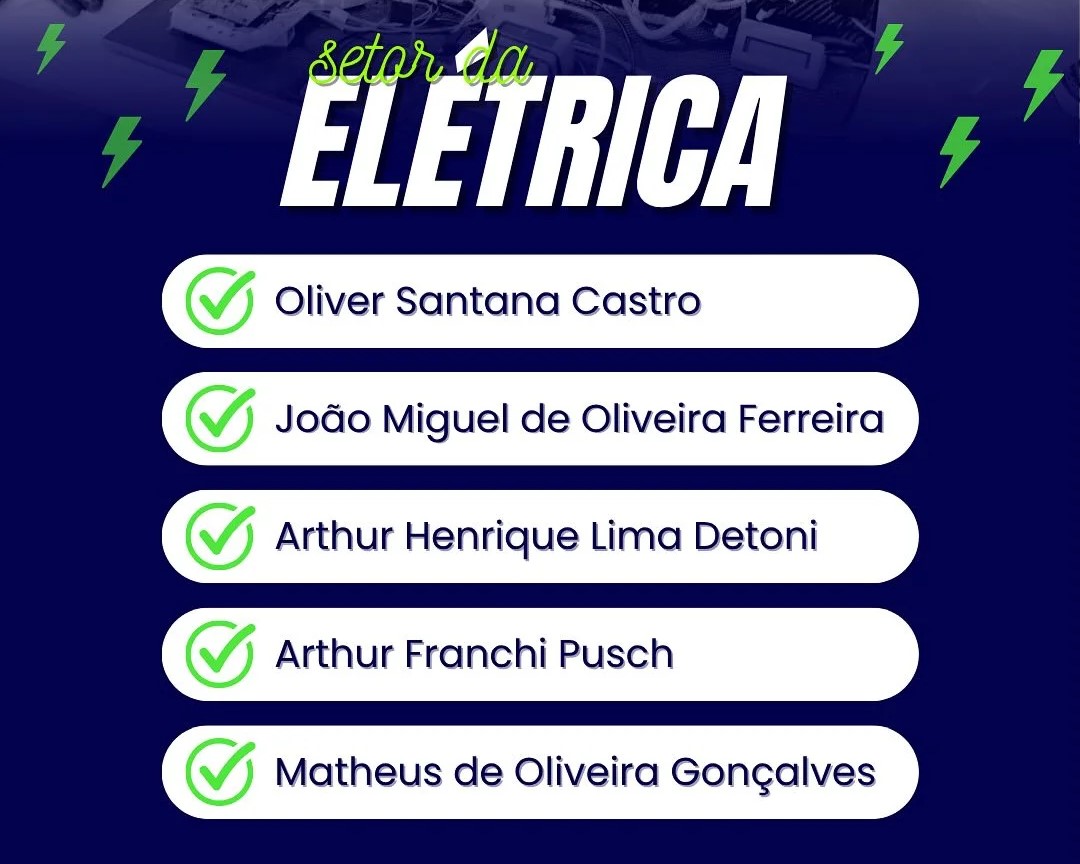 setor da
ELÉTRICA
Oliver Santana Castro
João Miguel de Oliveira Ferreira
Arthur Henrique Lima Detoni
Arthur Franchi Pusch
Matheus de Oliveira Gonçalves